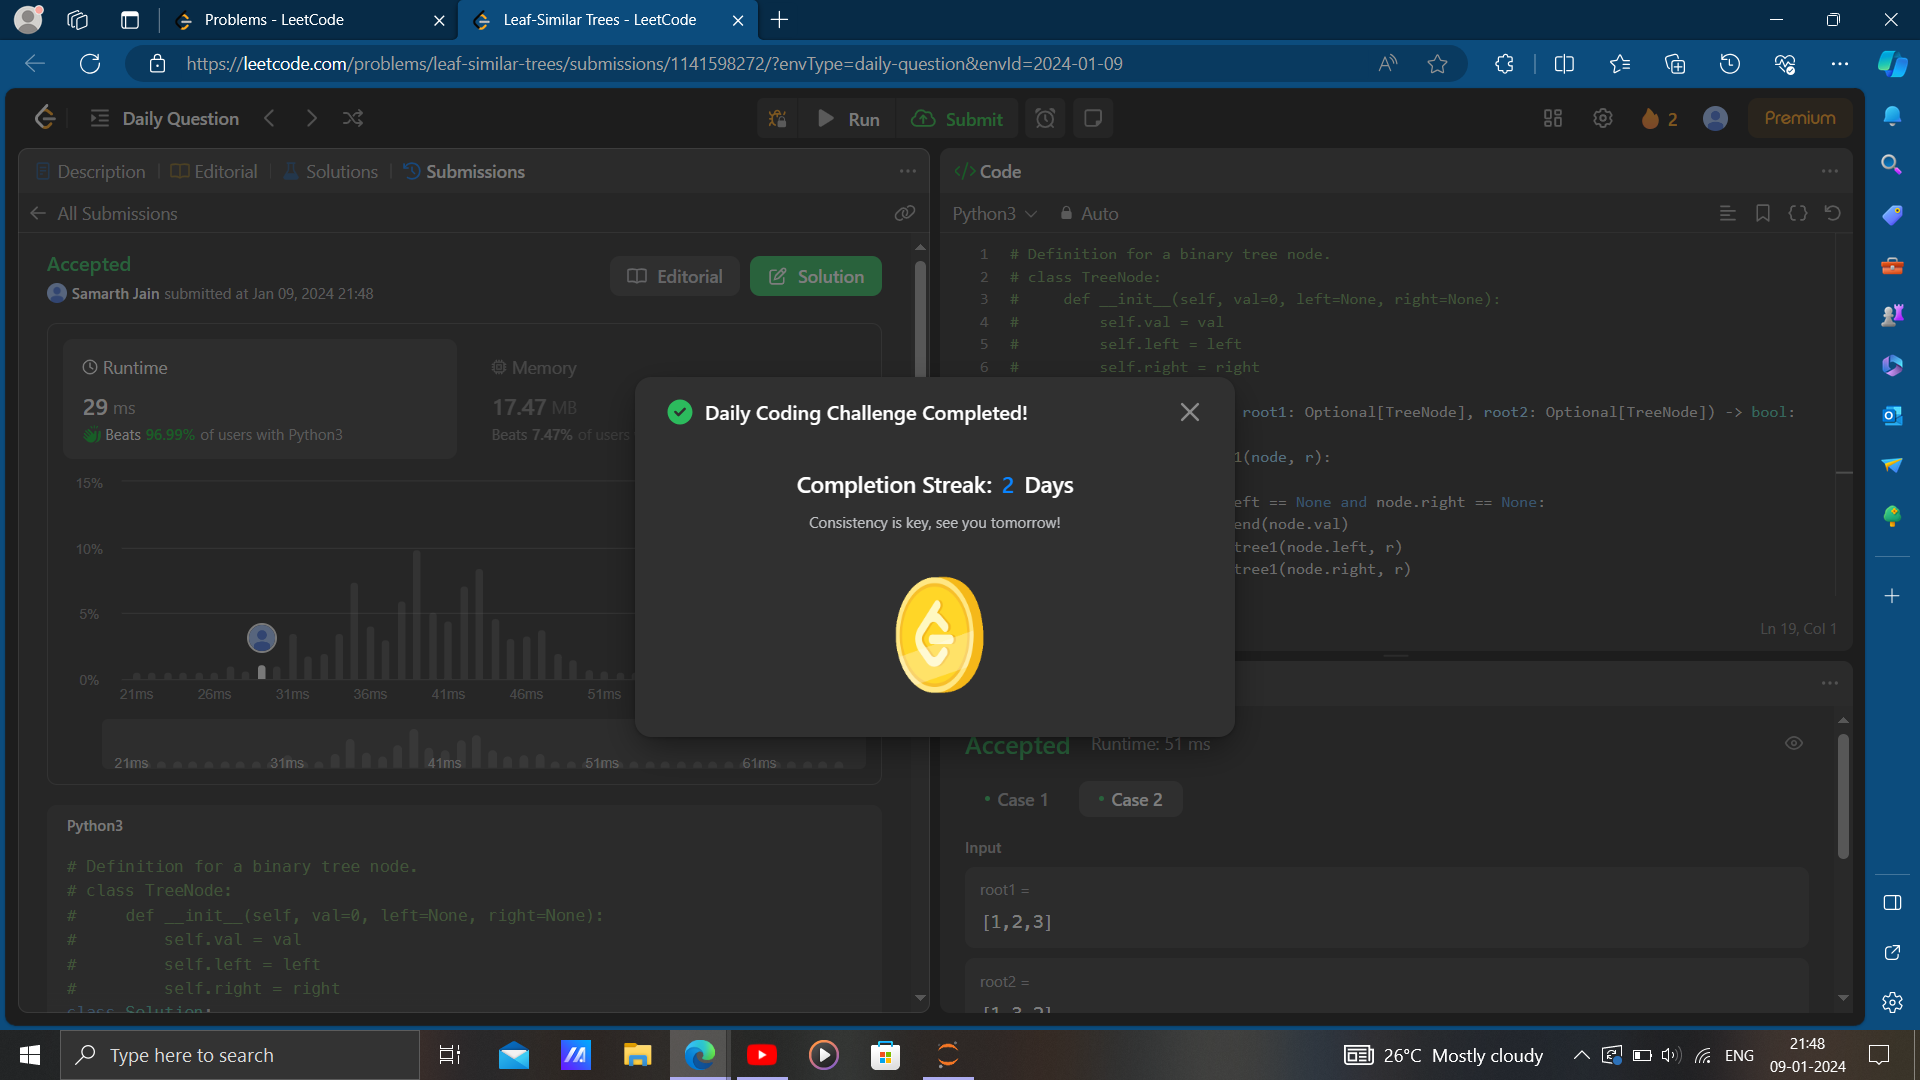 Problems - LeetCode
Leaf-Similar Trees - LeetCode
https://leetcode.com/problems/leaf-similar-trees/submissions/1141598272/?envType=daily-question&envId=2024-01-09
Daily Question
Run
Submit
2
Premium
Description
Editorial
Solutions
Submissions
All Submissions
Accepted
Samarth Jain submitted at Jan 09, 2024 21:48
Editorial
Solution
Runtime
29 ms
Beats 96.99% of users with Python3
Memory
17.47 MB
Beats 7.47% of users
15%
10%
5%
0%
21ms 26ms 31ms 36ms 41ms 46ms 51ms
21ms 31ms 41ms 51ms 61ms
Python3
# Definition for a binary tree node.
# class TreeNode:
#     def __init__(self, val=0, left=None, right=None):
#         self.val = val
#         self.left = left
#         self.right = right
class Solution:
Daily Coding Challenge Completed!
Completion Streak: 2 Days
Consistency is key, see you tomorrow!
Code
Python3
Auto
1 # Definition for a binary tree node.
2 # class TreeNode:
3 #     def __init__(self, val=0, left=None, right=None):
4 #         self.val = val
5 #         self.left = left
6 #         self.right = right
root1: Optional[TreeNode], root2: Optional[TreeNode]) -> bool:
1(node, r):
eft == None and node.right == None:
end(node.val)
tree1(node.left, r)
tree1(node.right, r)
Ln 19, Col 1
Accepted
Runtime: 51 ms
Case 1
Case 2
Input
root1 =
[1,2,3]
root2 =
[1,3,2]
Type here to search
26°C Mostly cloudy
ENG
21:48
09-01-2024